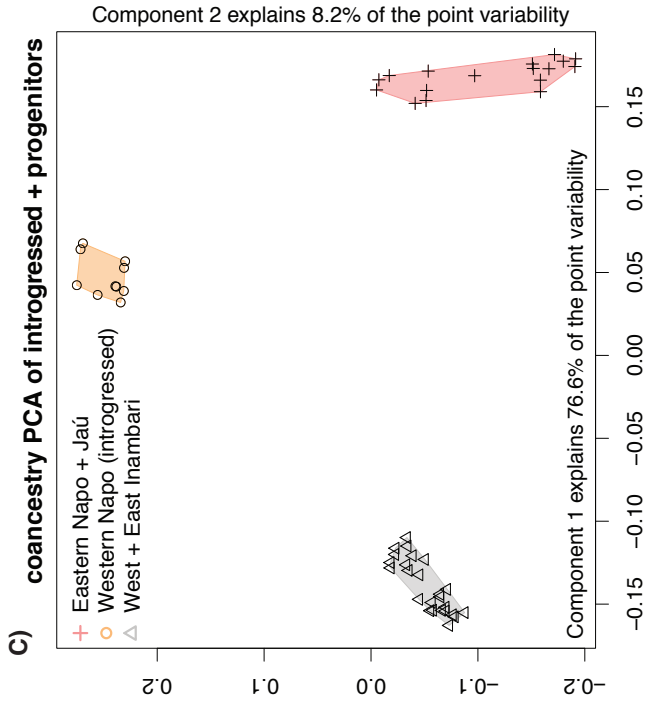 C)
coancestry PCA of introgressed + progenitors
Component 2 explains 8.2% of the point variability
Eastern Napo + Jaú
Western Napo (introgressed)
West + East Inambari
Component 1 explains 76.6% of the point variability
0.2
0.1
0.0
−0.1
−0.2
−0.15
−0.10
−0.05
0.00
0.05
0.10
0.15